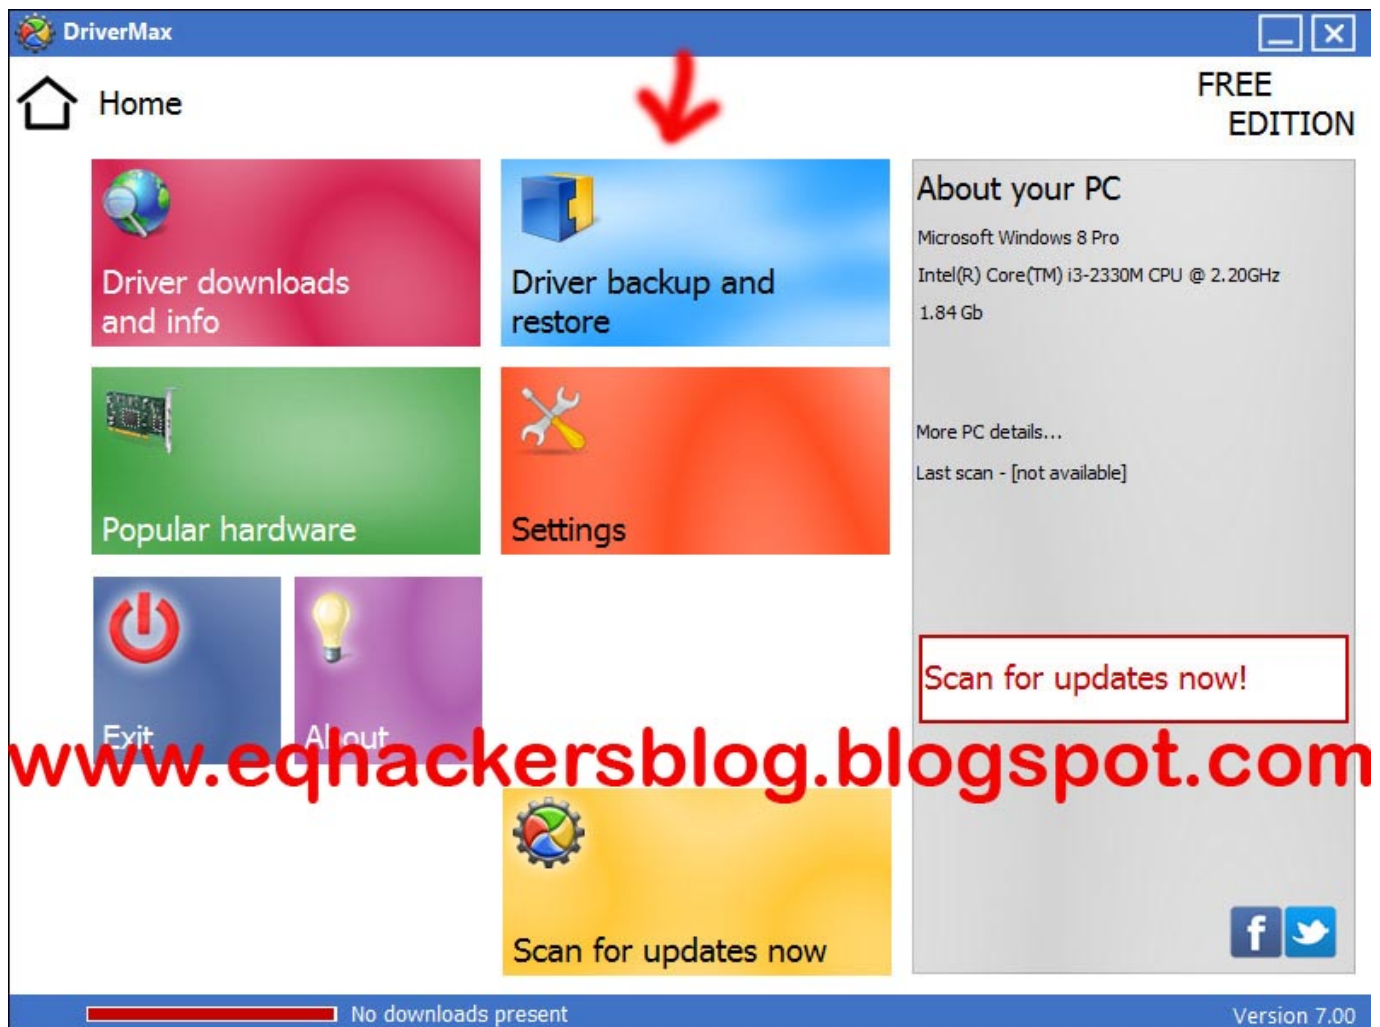 DriverMax
Home
FREE
EDITION
Driver downloads
and info
Driver backup and
restore
About your PC
Microsoft Windows 8 Pro
Intel(R) Core(TM) i3-2330M CPU @ 2.20GHz
1.84 Gb
Popular hardware
Settings
More PC details...
Last scan - [not available]
Exit
About
Scan for updates now!
www.eqhackersblog.blogspot.com
Scan for updates now
f
No downloads present
Version 7.00